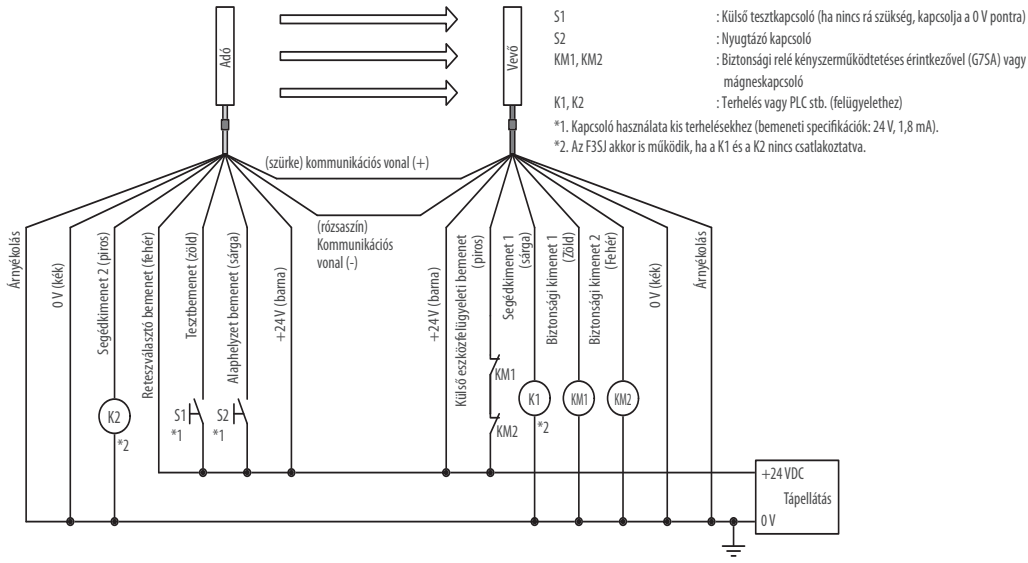 Adó
Vevő
S1 : Külső tesztkapcsoló (ha nincs rá szükség, kapcsolja a 0 V pontra)
S2 : Nyugtázó kapcsoló
KM1, KM2 : Biztonsági relé kényszerműködtetéses érintkezővel (G7SA) vagy
mágneskapcsoló
K1, K2 : Terhelés vagy PLC stb. (felügyelethez)
*1. Kapcsoló használata kis terhelésekhez (bemeneti specifikációk: 24 V, 1,8 mA).
*2. Az F3SJ akkor is működik, ha a K1 és a K2 nincs csatlakoztatva.
(szürke) kommunikációs vonal (+)
(rózsaszín)
Kommunikációs
vonal (-)
Árnyékolás
0 V (kék)
Segédkimenet 2 (piros)
Reteszválasztó bemenet (fehér)
Tesztbemenet (zöld)
Alaphelyzet bemenet (sárga)
+24 V (barna)
+24 V (barna)
Külső eszközfelügyeleti bemenet
(piros)
Segédkimenet 1
(sárga)
Biztonsági kimenet 1
(Zöld)
Biztonsági kimenet 2
(Fehér)
0 V (kék)
Árnyékolás
K2
*2
S1
*1
S2
*1
KM1
KM2
K1
*2
KM1
KM2
+24 VDC
Tápellátás
0 V